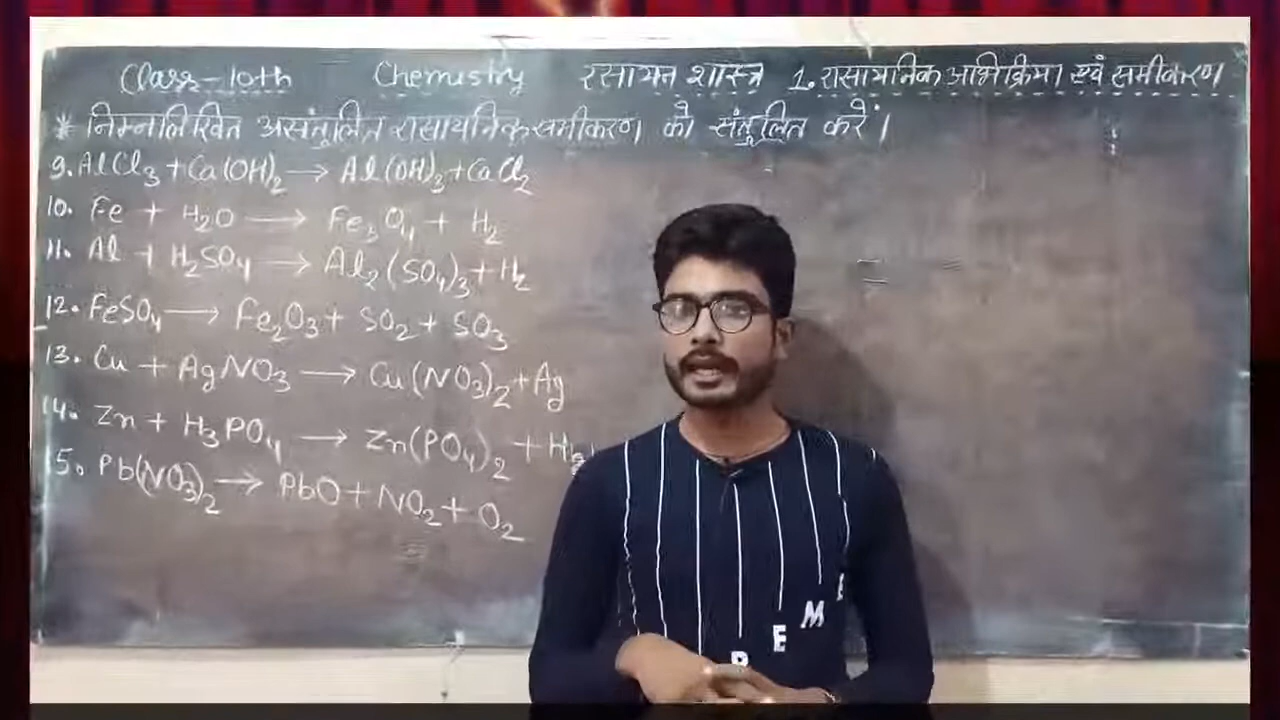 Class-10th Chemistry रसायन शास्त्र 1. रासायनिक अभिक्रिया एवं समीकरण
* निम्नलिखित असंतुलित रासायनिक समीकरण को संतुलित करें।
9. AlCl₃ + Ca(OH)₂ → Al(OH)₃ + CaCl₂
10. Fe + H₂O → Fe₃O₄ + H₂
11. Al + H₂SO₄ → Al₂(SO₄)₃ + H₂
12. FeSO₄ → Fe₂O₃ + SO₂ + SO₃
13. Cu + AgNO₃ → Cu(NO₃)₂ + Ag
14. Zn + H₃PO₄ → Zn(PO₄)₂ + H₂
5. Pb(NO₃)₂ → PbO + NO₂ + O₂
M
E